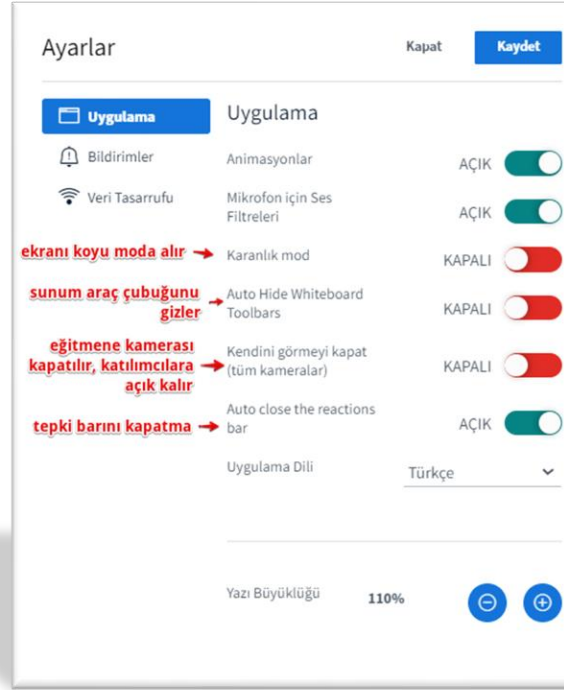 Ayarlar
Kapat
Kaydet
Uygulama
Bildirimler
Veri Tasarrufu
Uygulama
Animasyonlar
AÇIK
Mikrofon için Ses
Filtreleri
AÇIK
ekranı koyu moda alır
Karanlık mod
KAPALI
sunum araç çubuğunu
gizler
Auto Hide Whiteboard
Toolbars
KAPALI
eğitmene kamerası
kapatılır, katılımcılara
açık kalır
Kendini görmeyi kapat
(tüm kameralar)
KAPALI
tepki barını kapatma
Auto close the reactions
bar
AÇIK
Uygulama Dili
Türkçe
Yazı Büyüklüğü
110%